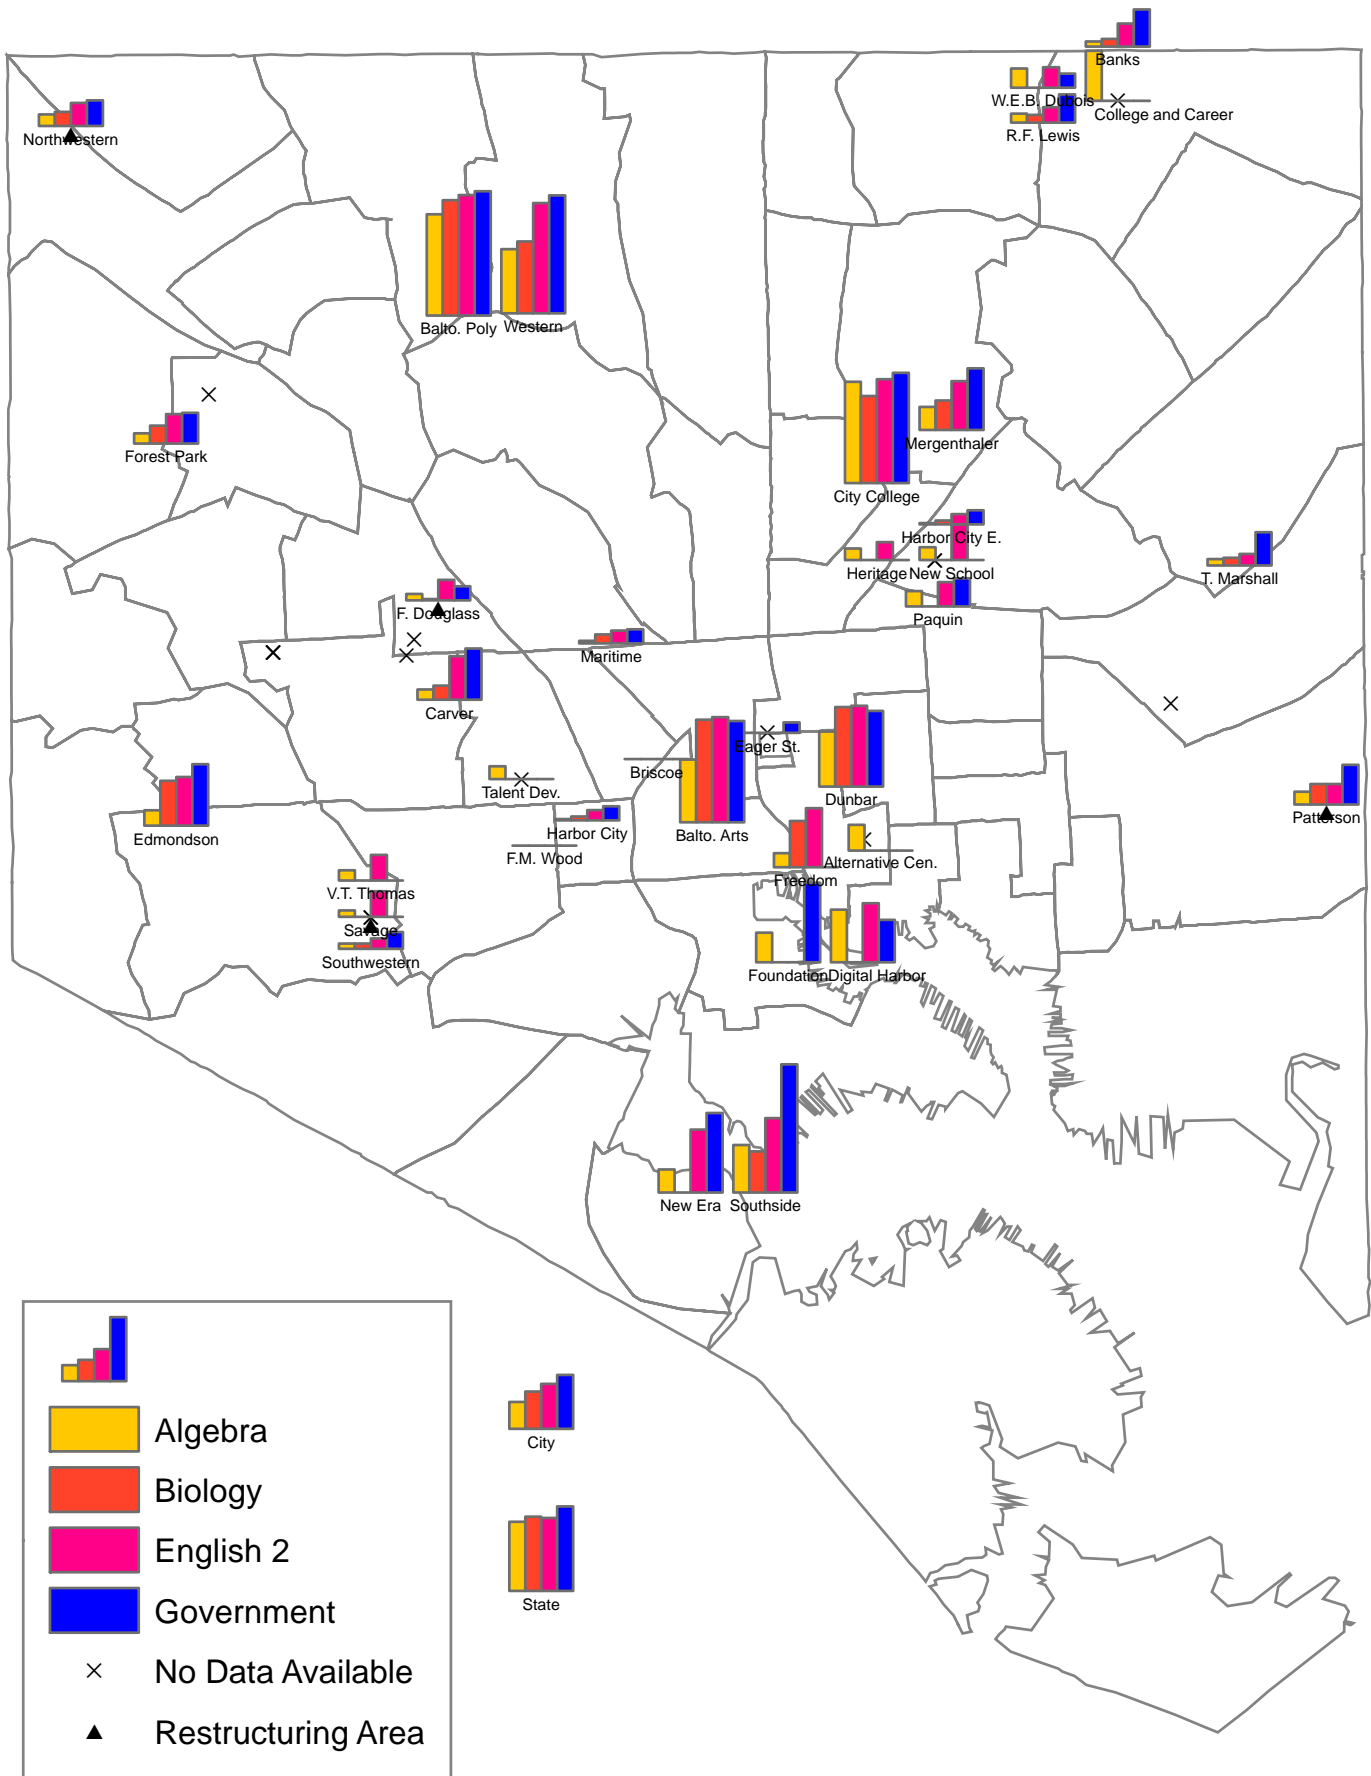 Banks
W.E.B. Dubois
College and Career
R.F. Lewis
Northwestern
Balto. Poly
Western
Forest Park
Mergenthaler
City College
Harbor City E.
Heritage
New School
T. Marshall
F. Douglass
Paquin
Maritime
Carver
Eager St.
Briscoe
Talent Dev.
Dunbar
Patterson
Edmondson
Harbor City
Balto. Arts
F.M. Wood
Alternative Cen.
Freedom
V.T. Thomas
Savage
Southwestern
Foundation
Digital Harbor
New Era
Southside
Algebra
Biology
English 2
Government
No Data Available
Restructuring Area
City
State